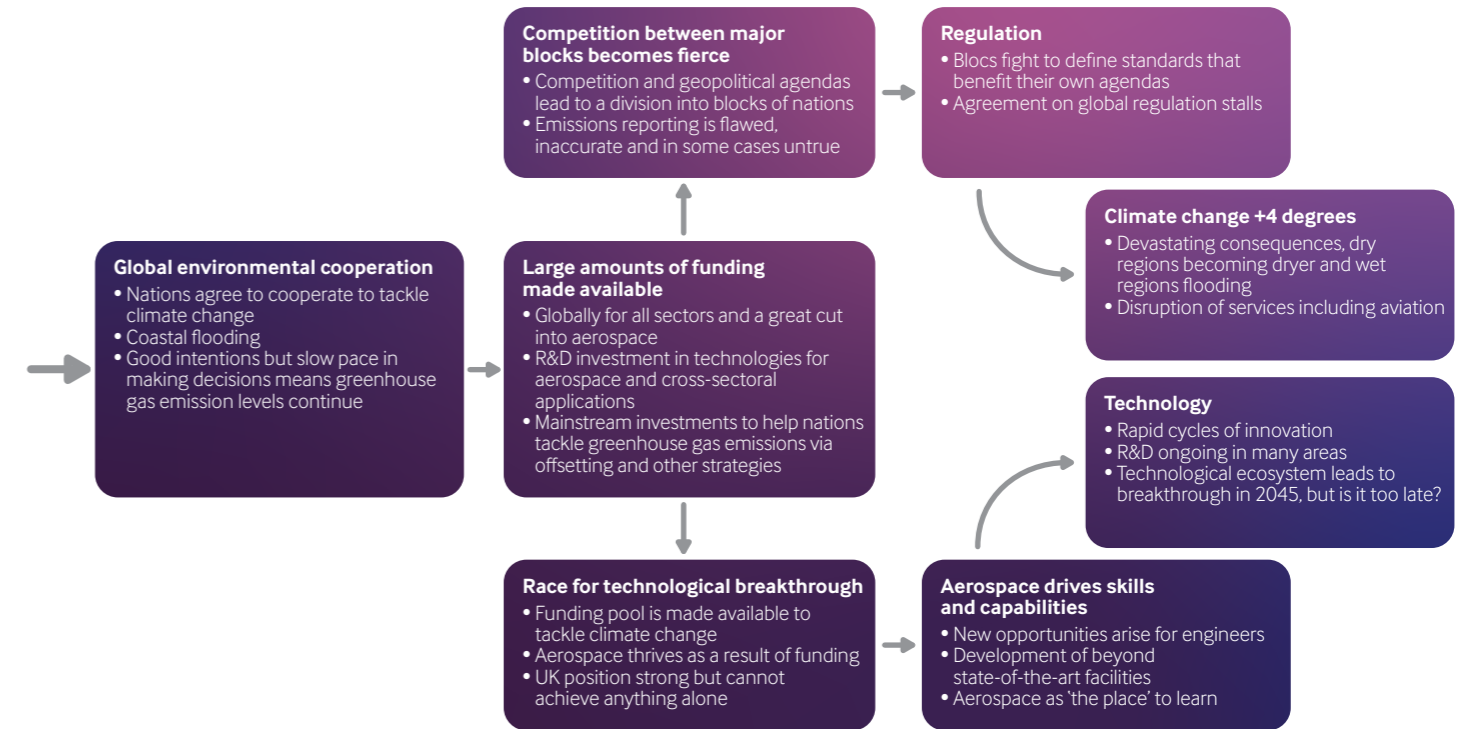 Competition between major
blocks becomes fierce
• Competition and geopolitical agendas
lead to a division into blocks of nations
• Emissions reporting is flawed,
inaccurate and in some cases untrue
Regulation
• Blocs fight to define standards that
benefit their own agendas
• Agreement on global regulation stalls
Climate change +4 degrees
• Devastating consequences, dry
regions becoming dryer and wet
regions flooding
• Disruption of services including aviation
Global environmental cooperation
• Nations agree to cooperate to tackle
climate change
• Coastal flooding
• Good intentions but slow pace in
making decisions means greenhouse
gas emission levels continue
Large amounts of funding
made available
• Globally for all sectors and a great cut
into aerospace
• R&D investment in technologies for
aerospace and cross-sectoral
applications
• Mainstream investments to help nations
tackle greenhouse gas emissions via
offsetting and other strategies
Technology
• Rapid cycles of innovation
• R&D ongoing in many areas
• Technological ecosystem leads to
breakthrough in 2045, but is it too late?
Race for technological breakthrough
• Funding pool is made available to
tackle climate change
• Aerospace thrives as a result of funding
• UK position strong but cannot
achieve anything alone
Aerospace drives skills
and capabilities
• New opportunities arise for engineers
• Development of beyond
state-of-the-art facilities
• Aerospace as ‘the place’ to learn